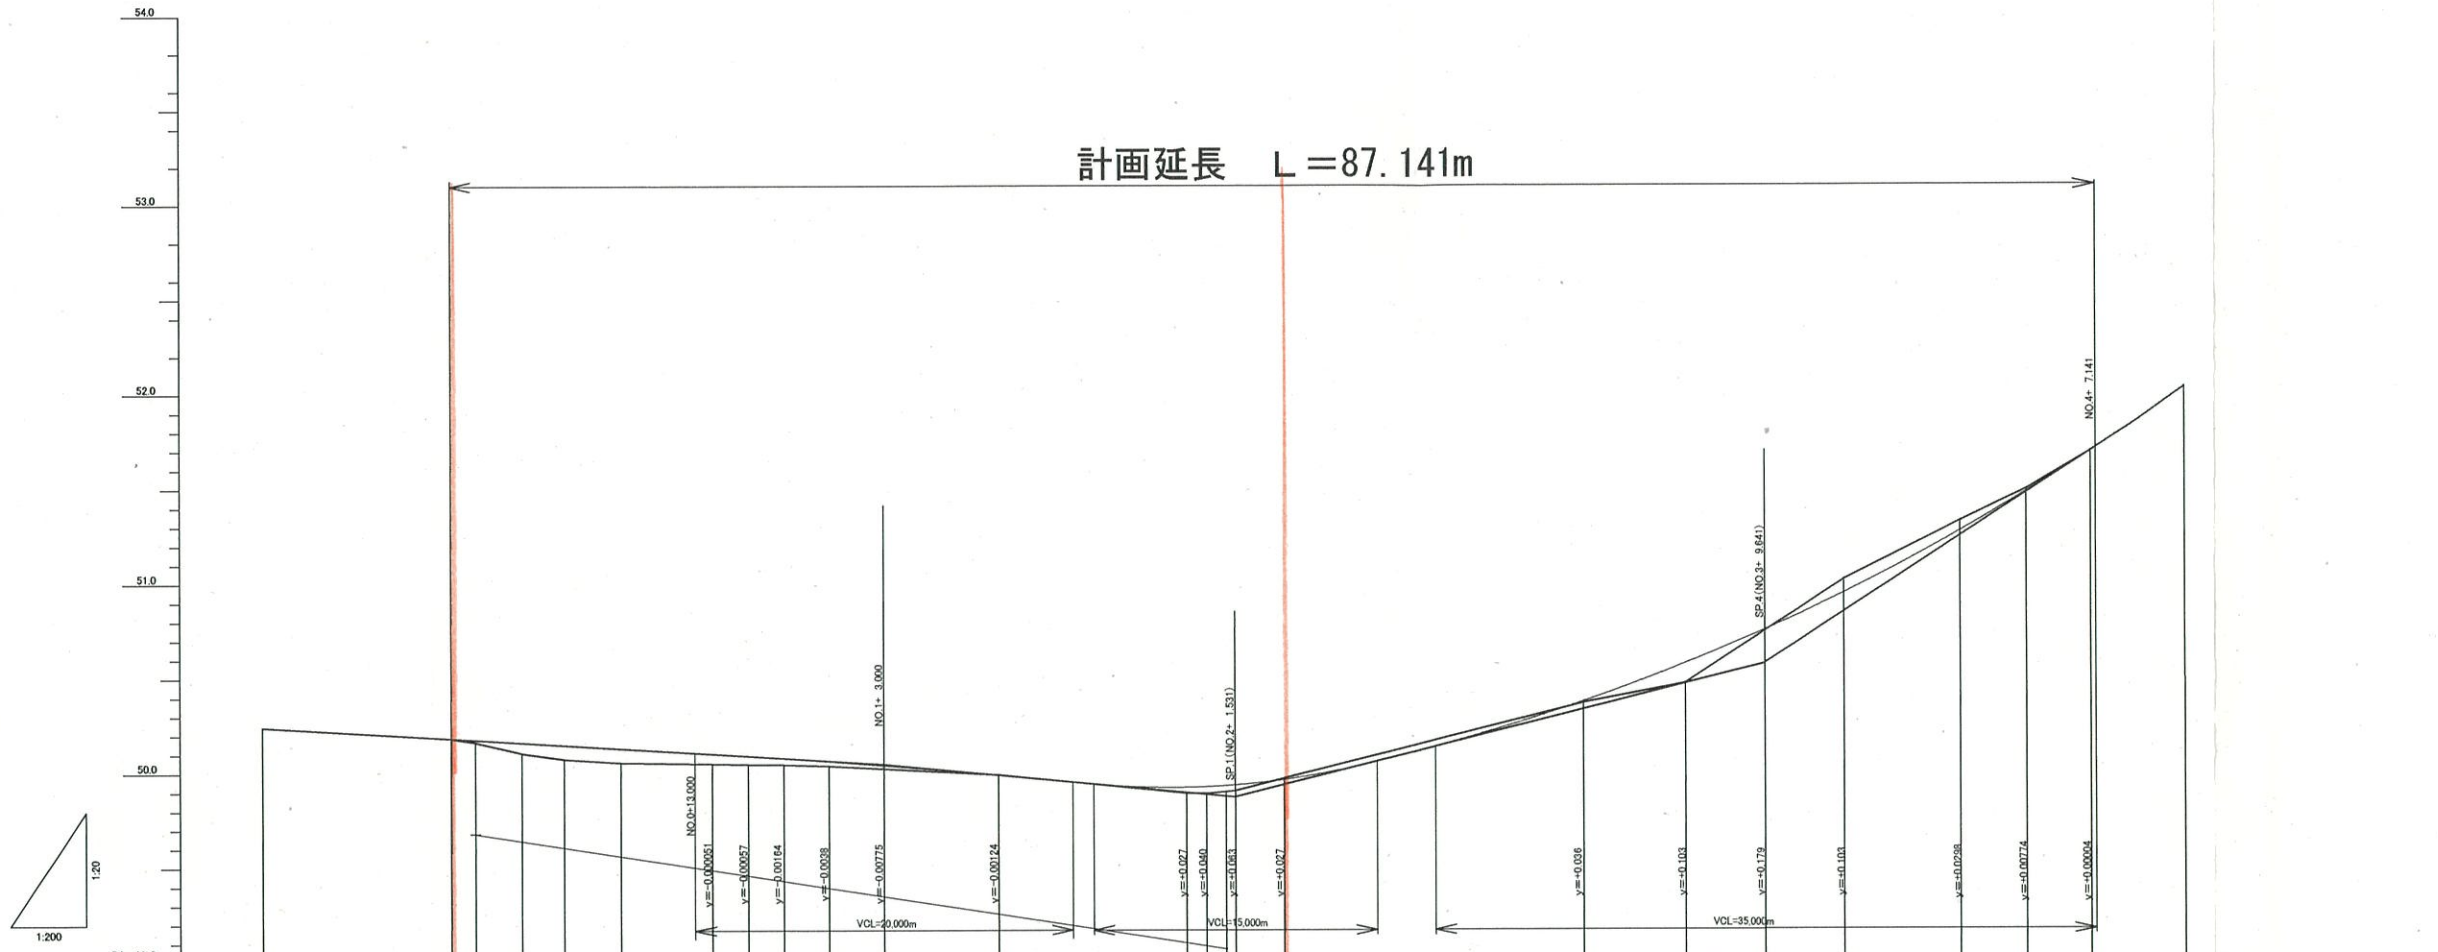 54.0
計画延長 L=87.141m
53.0
52.0
NO.4+ 7.141
51.0
SP.4(NO.3+ 9.641)
NO.1+ 3.000
SP.1(NO.2+ 1.531)
50.0
NO.0+13.000
y=-0.000051
y=-0.00057
y=-0.00164
y=-0.0038
y=-0.00775
y=-0.00124
y=+0.027
y=+0.040
y=+0.063
y=+0.027
y=+0.036
y=+0.103
y=+0.179
y=+0.103
y=+0.0298
y=+0.00774
y=+0.00004
1:20
VCL=20.000m
VCL=15.000m
VCL=35.000m
1:200